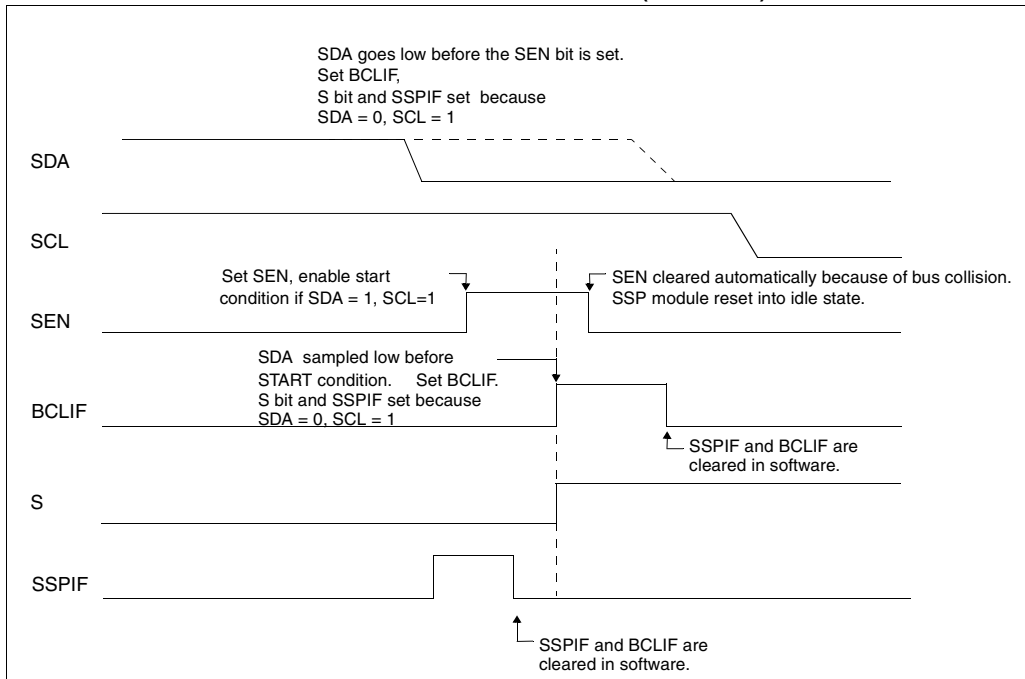 SDA goes low before the SEN bit is set.
Set BCLIF,
S bit and SSPIF set because
SDA = 0, SCL = 1
SDA
SCL
Set SEN, enable start
condition if SDA = 1, SCL=1
SEN cleared automatically because of bus collision.
SSP module reset into idle state.
SEN
SDA sampled low before
START condition. Set BCLIF.
S bit and SSPIF set because
SDA = 0, SCL = 1
BCLIF
SSPIF and BCLIF are
cleared in software.
S
SSPIF
SSPIF and BCLIF are
cleared in software.